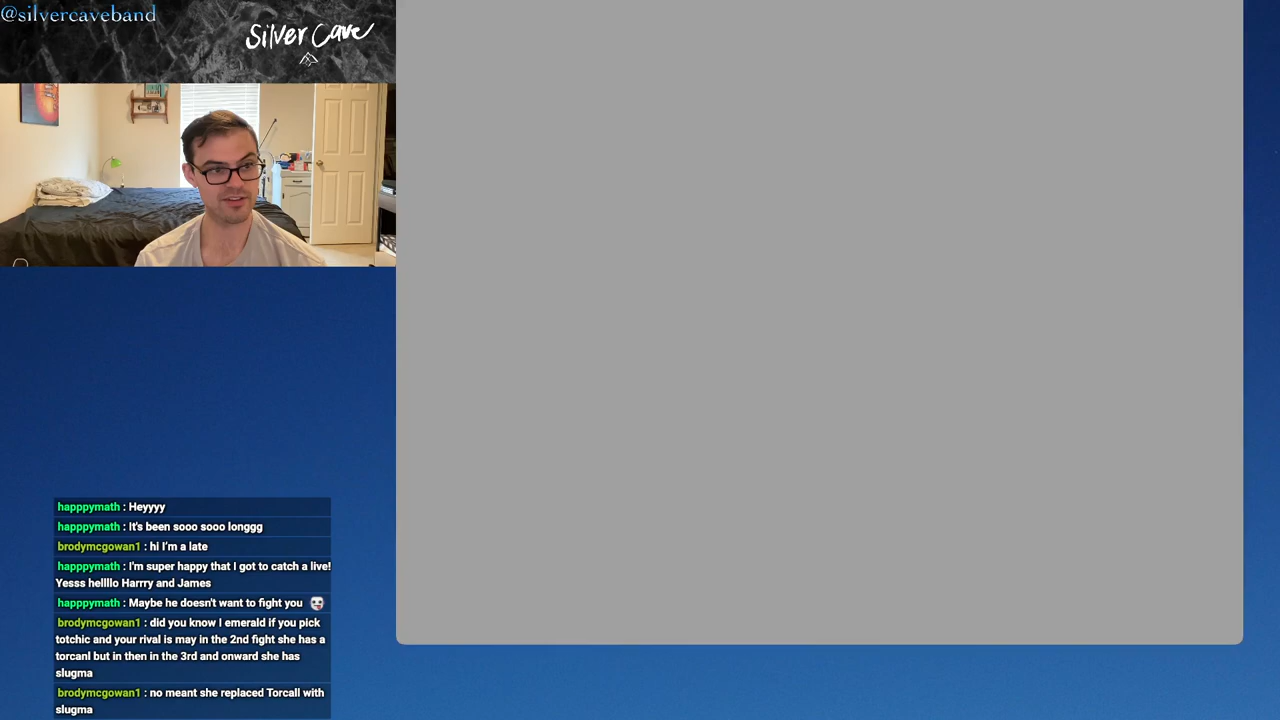 @silvercaveband
Silver Cave
happpymath : Heyyyy
happpymath : It's been sooo sooo longgg
brodymcgowan1 : hi I'm a late
happpymath : I'm super happy that I got to catch a live!
Yesss hellllo Harrry and James
happpymath : Maybe he doesn't want to fight you
brodymcgowan1 : did you know I emerald if you pick
totchic and your rival is may in the 2nd fight she has a
torcanl but in then in the 3rd and onward she has
slugma
brodymcgowan1 : no meant she replaced Torcall with
slugma